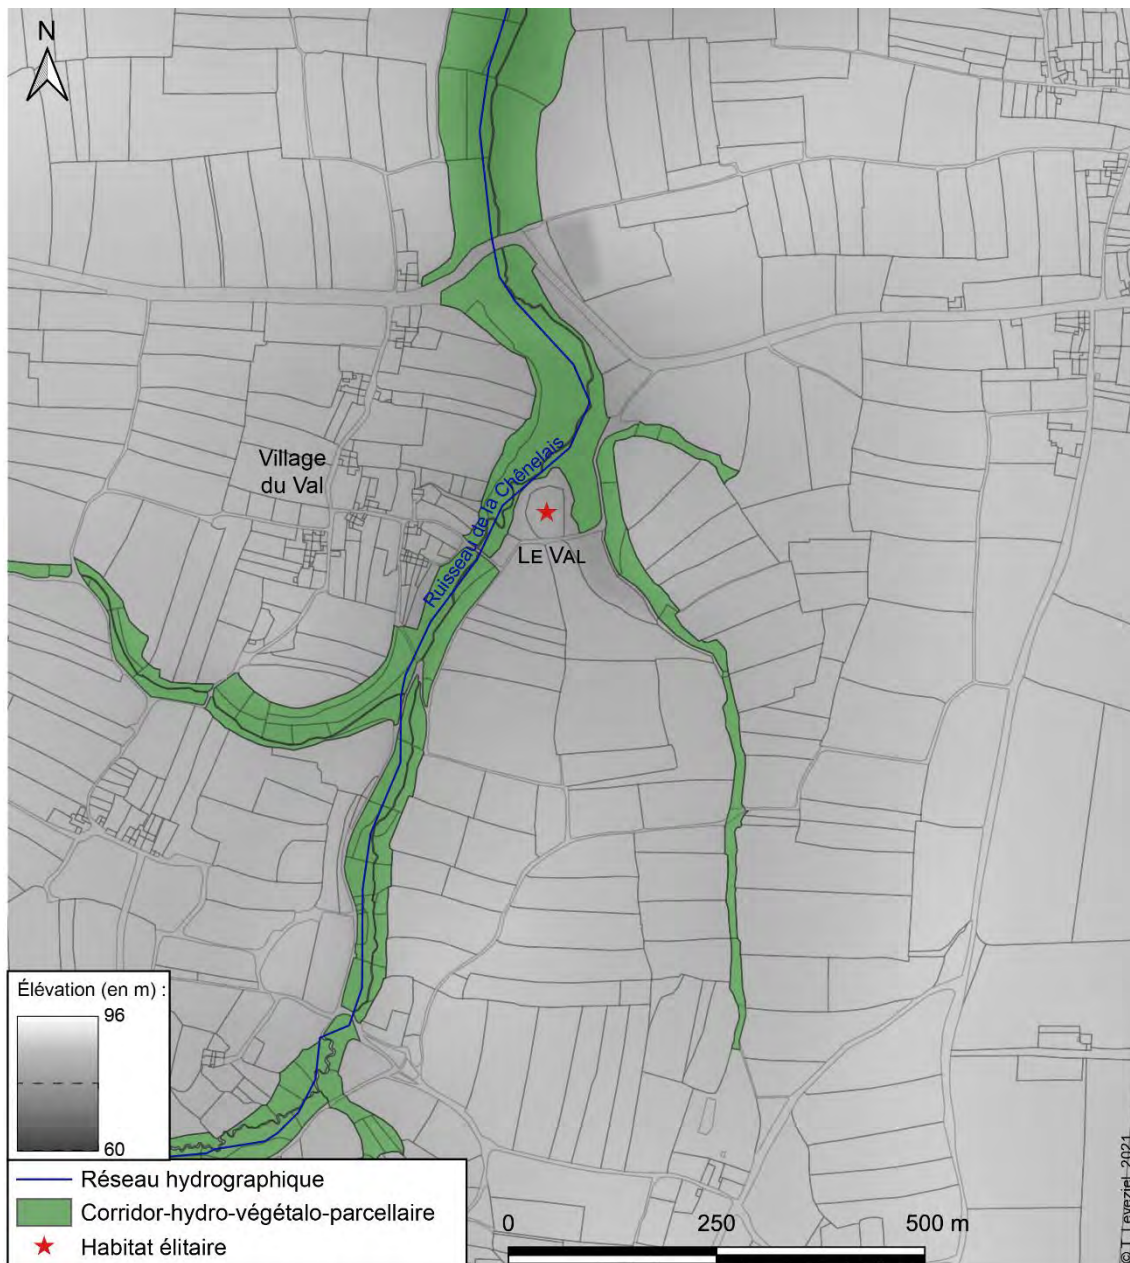 N
Village
du Val
Ruisseau de la Chênelais
LE VAL
Élévation (en m) :
96
60
Réseau hydrographique
Corridor-hydro-végétalo-parcellaire
Habitat élitaire
0 250 500 m
© T. Leveziel, 2021